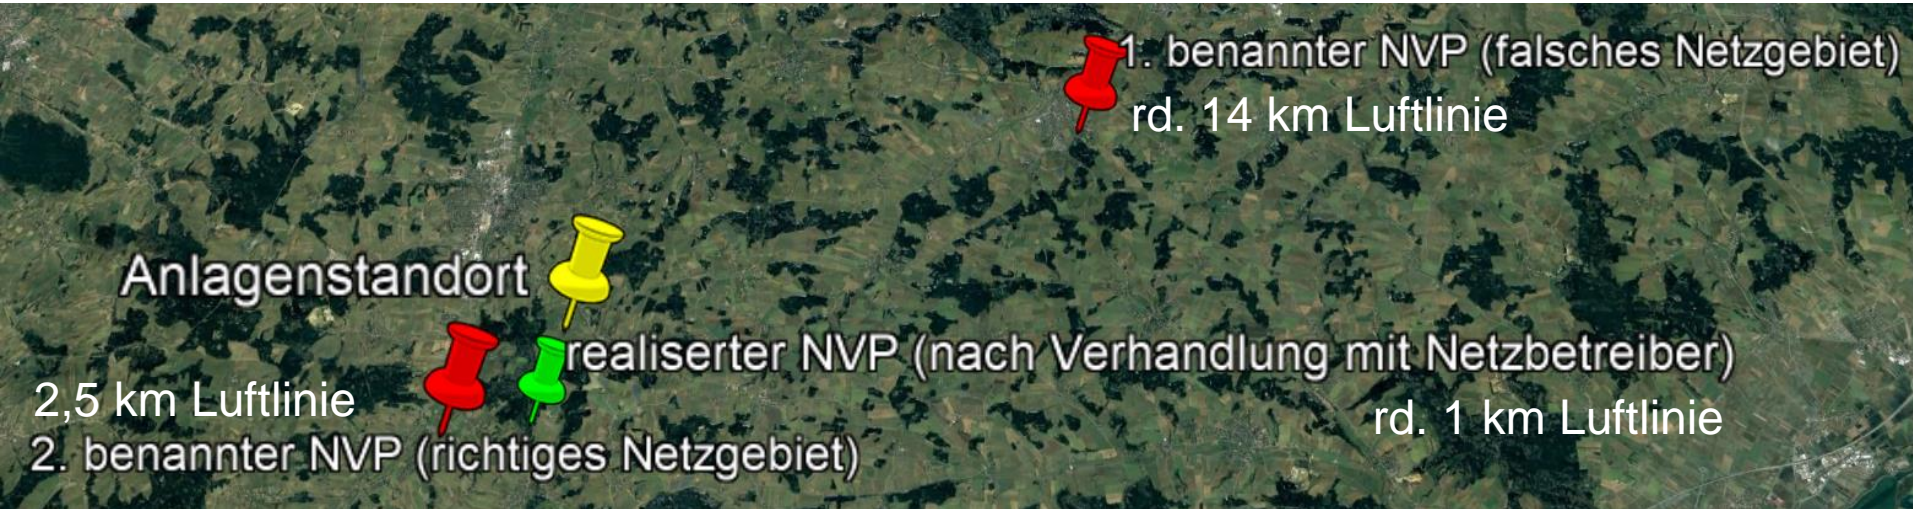 1. benannter NVP (falsches Netzgebiet)
rd. 14 km Luftlinie
Anlagenstandort
realiserter NVP (nach Verhandlung mit Netzbetreiber)
2,5 km Luftlinie
rd. 1 km Luftlinie
2. benannter NVP (richtiges Netzgebiet)